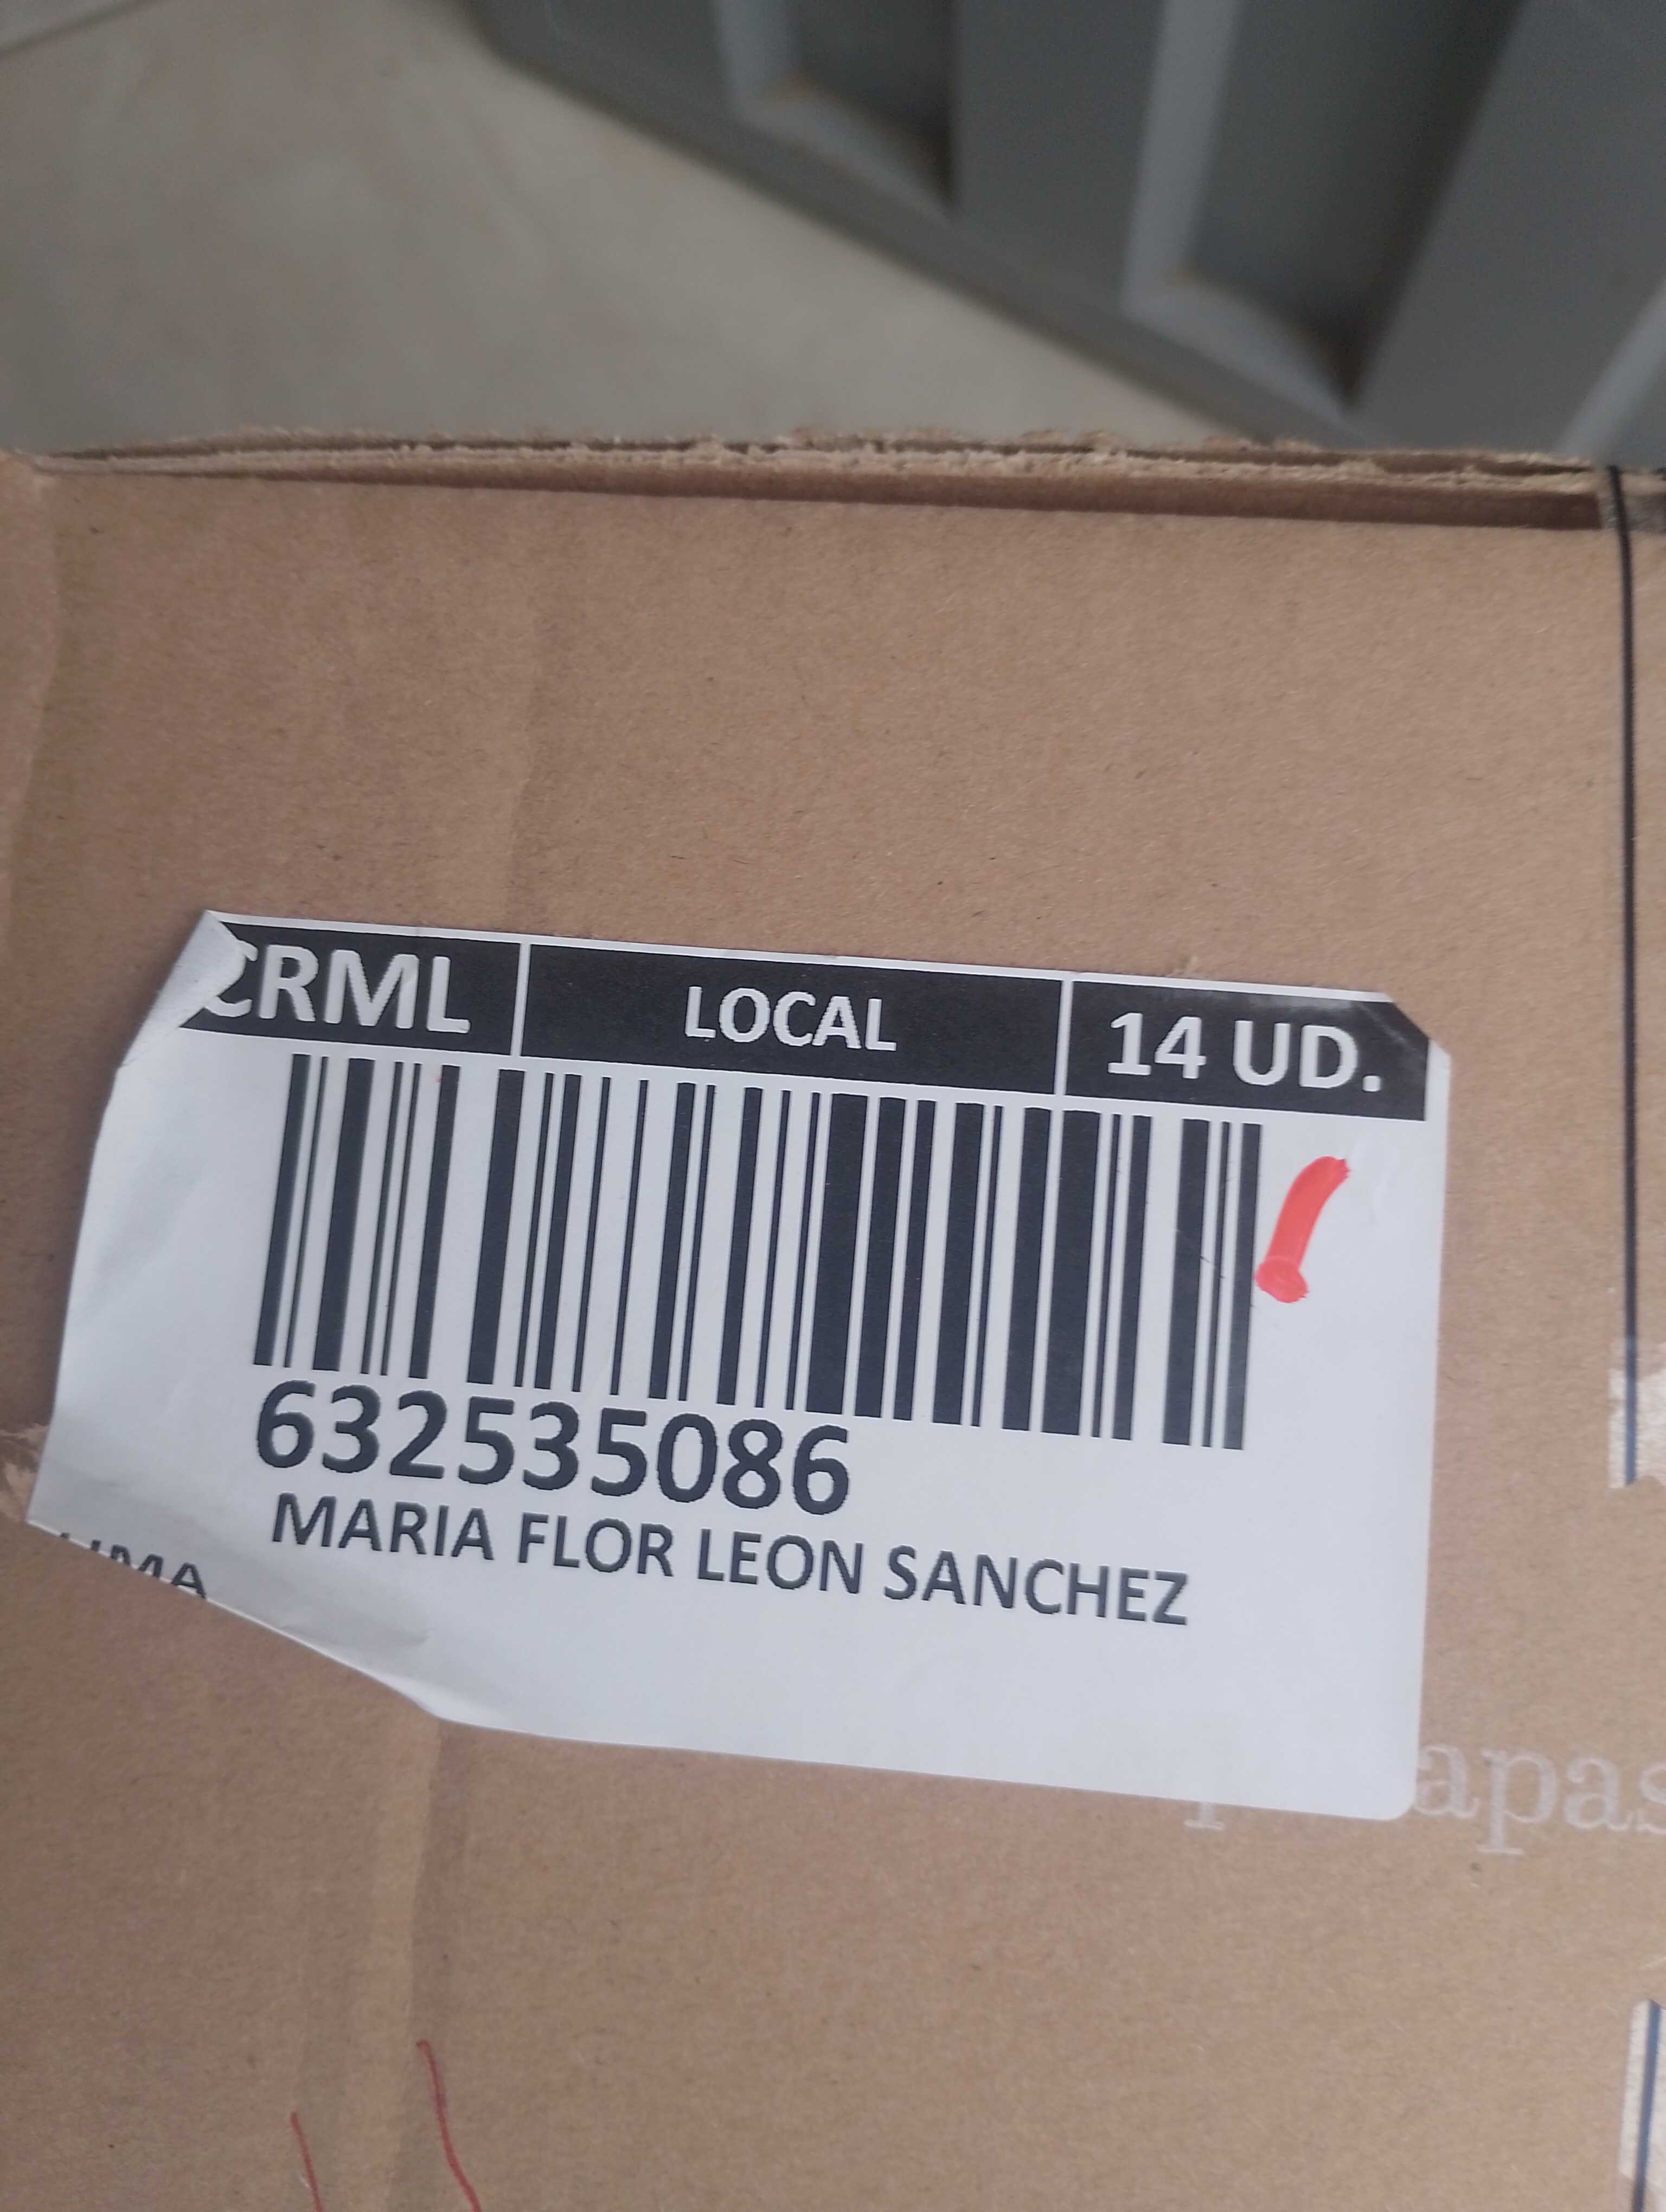 CRML LOCAL 14 UD.
632535086
MARIA FLOR LEON SANCHEZ